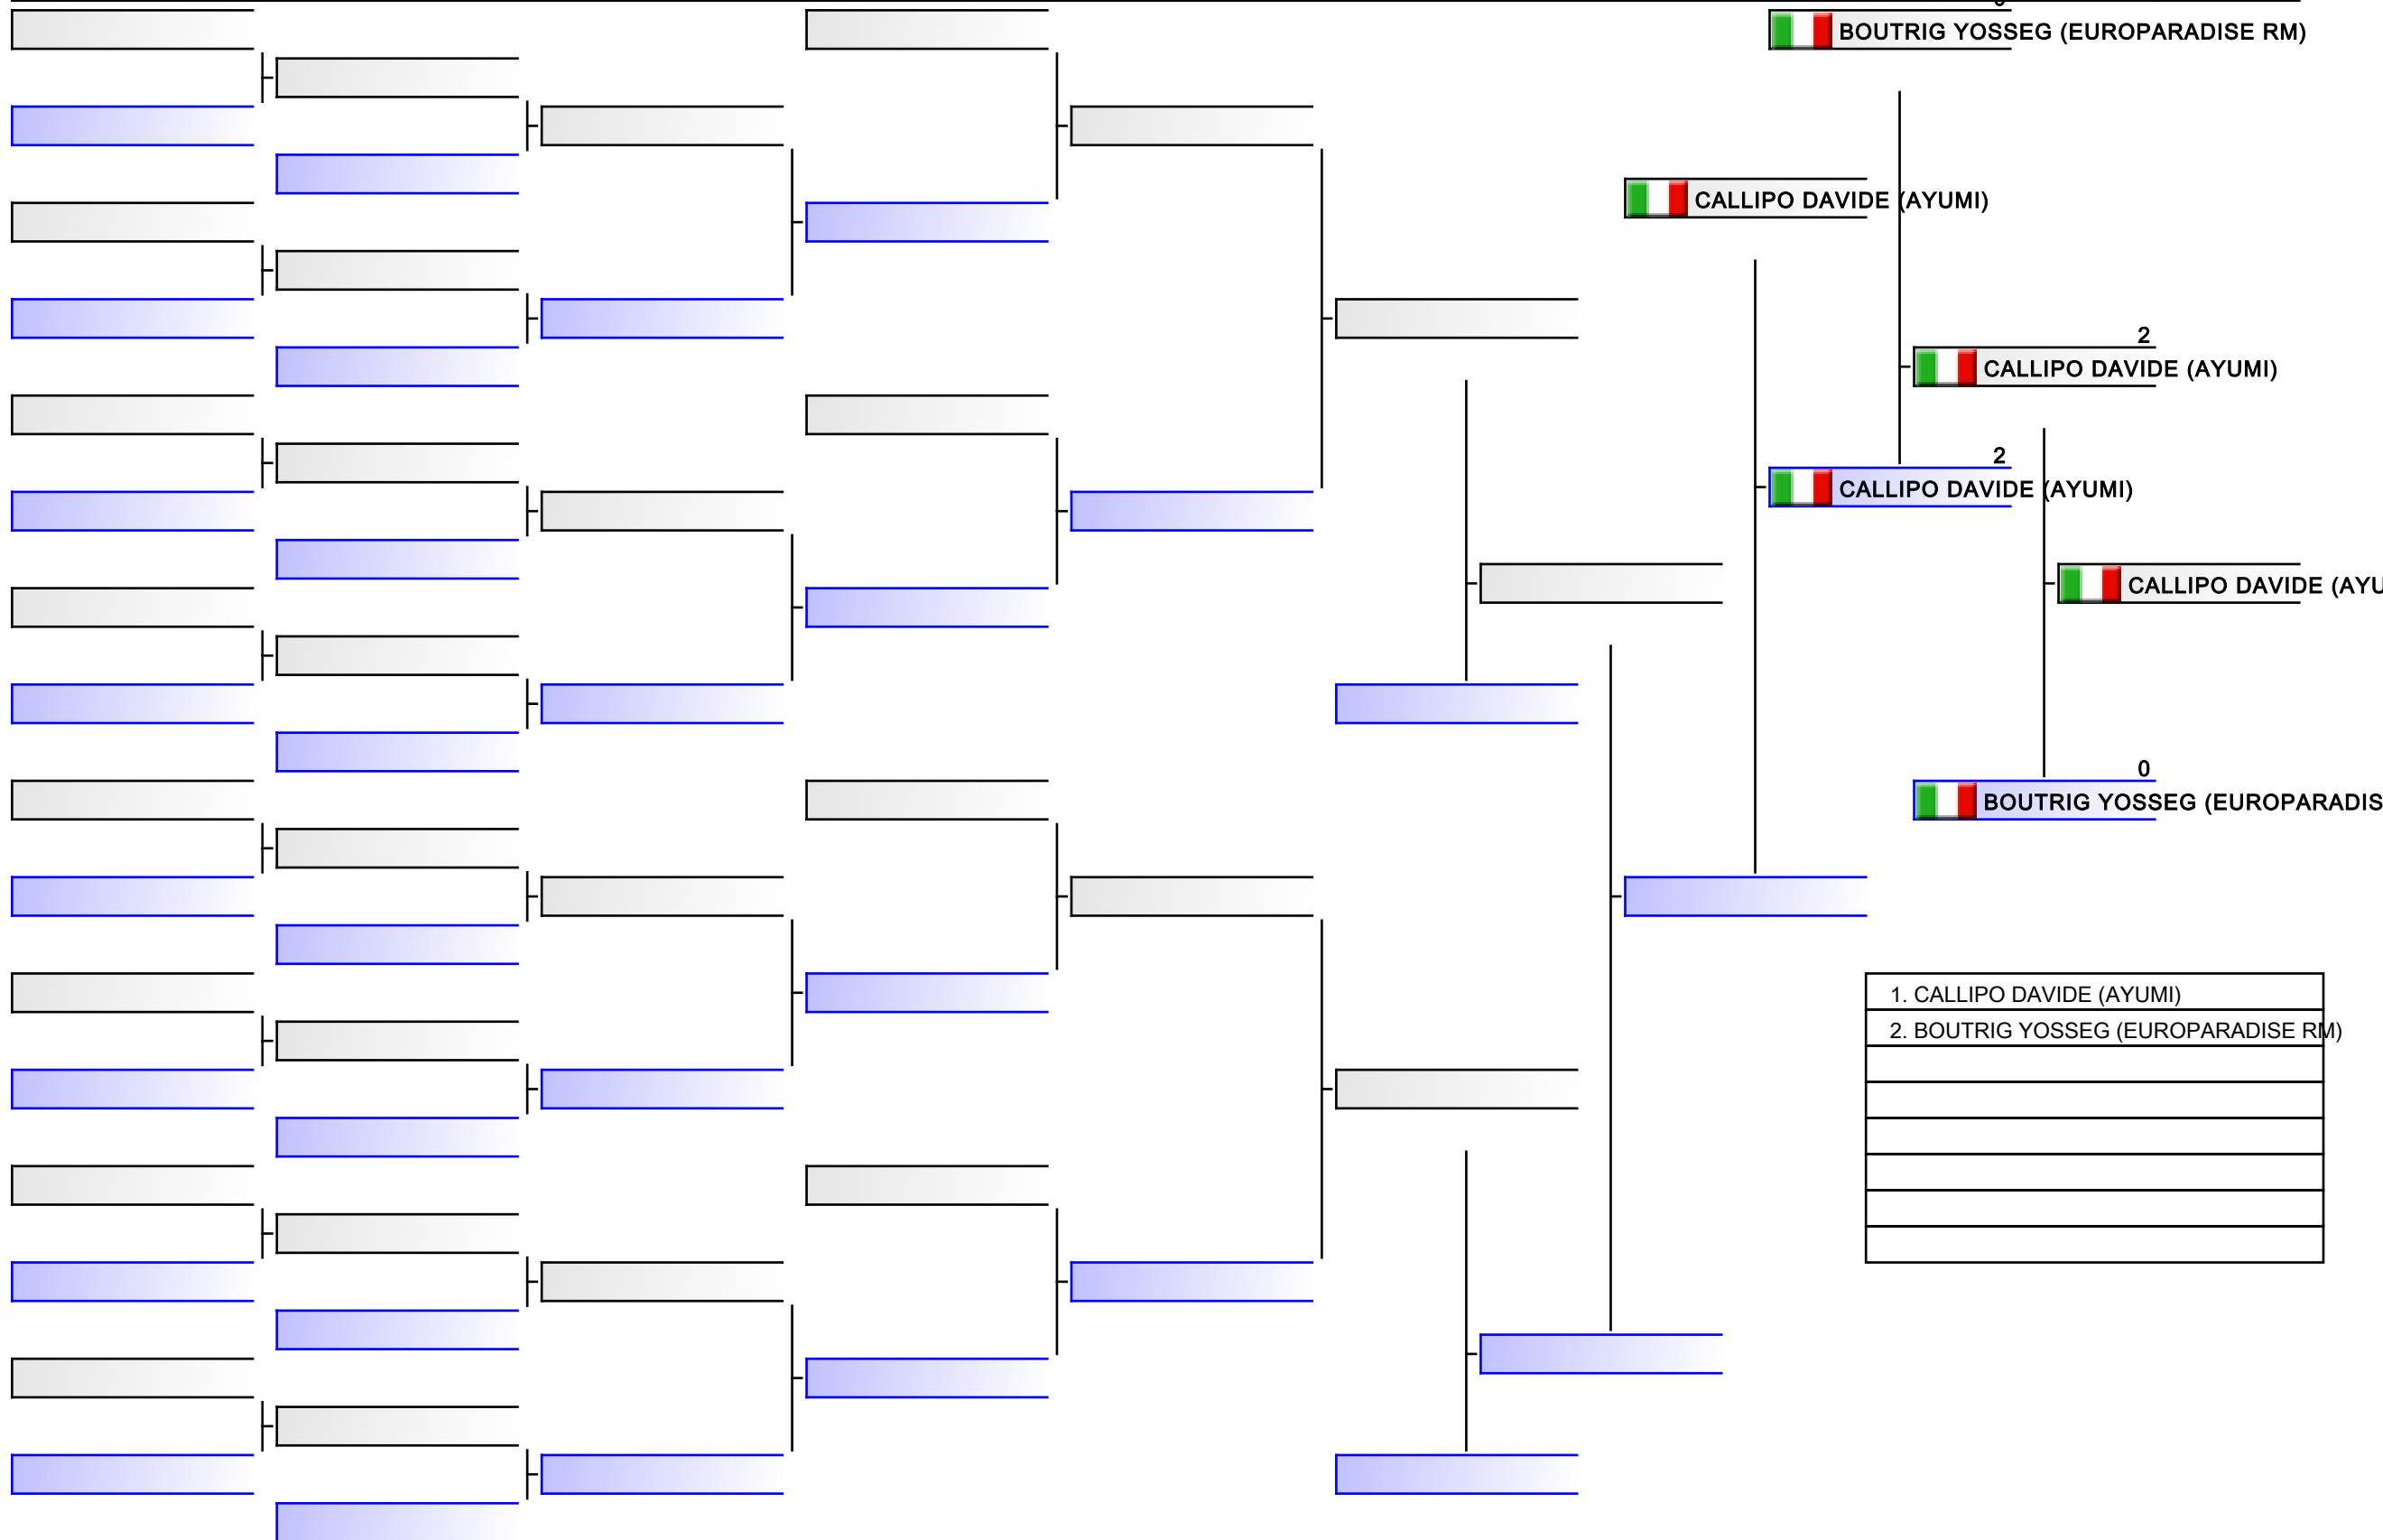 BOUTRIG YOSSEG (EUROPARADISE RM)
CALLIPO DAVIDE (AYUMI)
2
CALLIPO DAVIDE (AYUMI)
2
CALLIPO DAVIDE (AYUMI)
CALLIPO DAVIDE (AYU
0
BOUTRIG YOSSEG (EUROPARADIS
1. CALLIPO DAVIDE (AYUMI)
2. BOUTRIG YOSSEG (EUROPARADISE RM)